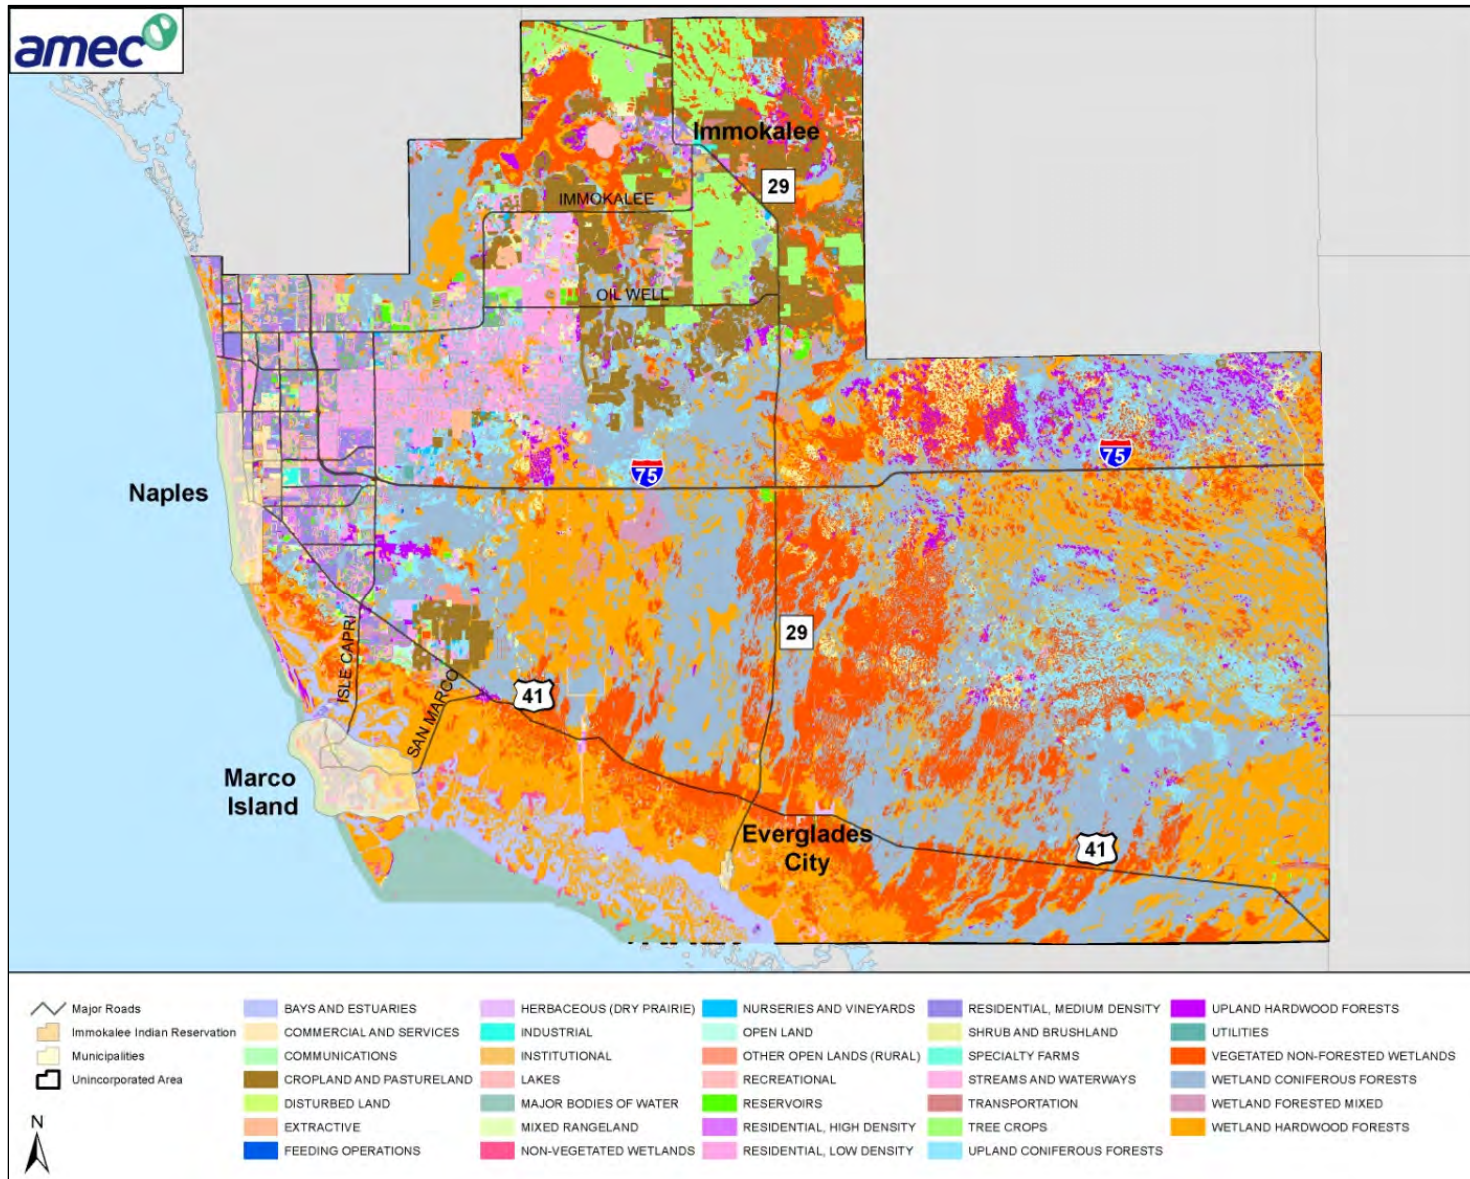 amec
Immokalee
29
IMMOKALEE
OIL WELL
75
75
Naples
29
ISLE CAPRI
SAN MARCO
41
Marco
Island
Everglades
City
41
Major Roads
Immokalee Indian Reservation
Municipalities
Unincorporated Area
N
BAYS AND ESTUARIES
COMMERCIAL AND SERVICES
COMMUNICATIONS
CROPLAND AND PASTURELAND
DISTURBED LAND
EXTRACTIVE
FEEDING OPERATIONS
HERBACEOUS (DRY PRAIRIE)
INDUSTRIAL
INSTITUTIONAL
LAKES
MAJOR BODIES OF WATER
MIXED RANGELAND
NON-VEGETATED WETLANDS
NURSERIES AND VINEYARDS
OPEN LAND
OTHER OPEN LANDS (RURAL)
RECREATIONAL
RESERVOIRS
RESIDENTIAL, HIGH DENSITY
RESIDENTIAL, LOW DENSITY
RESIDENTIAL, MEDIUM DENSITY
SHRUB AND BRUSHLAND
SPECIALTY FARMS
STREAMS AND WATERWAYS
TRANSPORTATION
TREE CROPS
UPLAND CONIFEROUS FORESTS
UPLAND HARDWOOD FORESTS
UTILITIES
VEGETATED NON-FORESTED WETLANDS
WETLAND CONIFEROUS FORESTS
WETLAND FORESTED MIXED
WETLAND HARDWOOD FORESTS